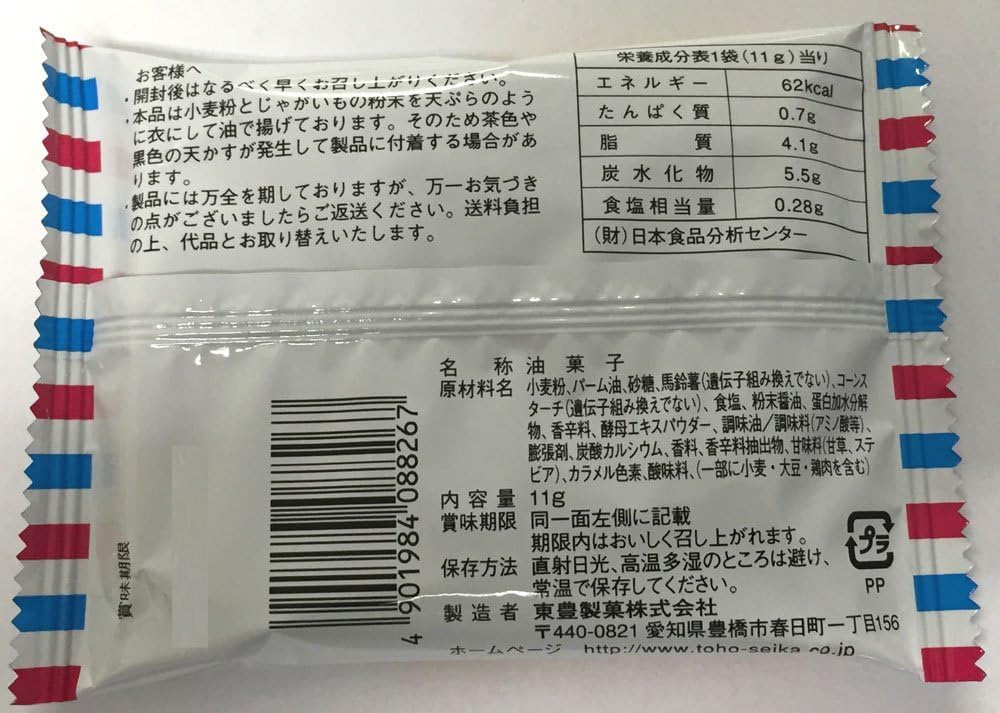 お客様へ
・開封後はなるべく早くお召し上がりください。
・本品は小麦粉とじゃがいもの粉末を天ぷらのよう
に衣にして油で揚げております。そのため茶色や
黒色の天かすが発生して製品に付着する場合があ
ります。
・製品には万全を期しておりますが、万一お気づき
の点がございましたらご返送ください。送料負担
の上、代品とお取り替えいたします。
栄養成分表1袋(11g)当り
エネルギー 62kcal
たんぱく質 0.7g
脂質 4.1g
炭水化物 5.5g
食塩相当量 0.28g
(財)日本食品分析センター
名称 油菓子
原材料名 小麦粉、パーム油、砂糖、馬鈴薯(遺伝子組み換えでない)、コーンス
ターチ(遺伝子組み換えでない)、食塩、粉末醤油、蛋白加水分解
物、香辛料、酵母エキスパウダー、調味油/調味料(アミノ酸等)、
膨張剤、炭酸カルシウム、香料、香辛料抽出物、甘味料(甘草、ステ
ビア)、カラメル色素、酸味料、(一部に小麦・大豆・鶏肉を含む)
内容量 11g
賞味期限 同一面左側に記載
期限内はおいしく召し上がれます。
保存方法 直射日光、高温多湿のところは避け、
常温で保存してください。
製造者 東豊製菓株式会社
〒440-0821 愛知県豊橋市春日町一丁目156
ホームページ http://www.toho-seika.co.jp
プラ
PP
4901984088267
賞味期限